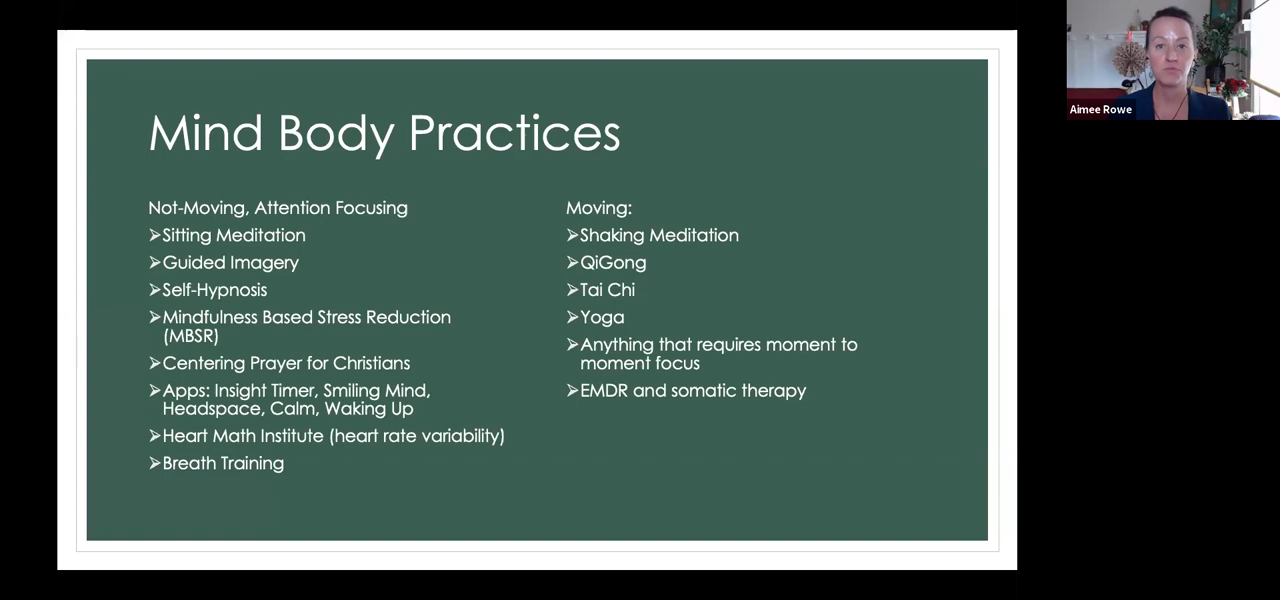 Mind Body Practices
Not-Moving, Attention Focusing
➢Sitting Meditation
➢Guided Imagery
➢Self-Hypnosis
➢Mindfulness Based Stress Reduction
(MBSR)
➢Centering Prayer for Christians
➢Apps: Insight Timer, Smiling Mind,
Headspace, Calm, Waking Up
➢Heart Math Institute (heart rate variability)
➢Breath Training
Moving:
➢Shaking Meditation
➢QiGong
➢Tai Chi
➢Yoga
➢Anything that requires moment to
moment focus
➢EMDR and somatic therapy
Aimee Rowe